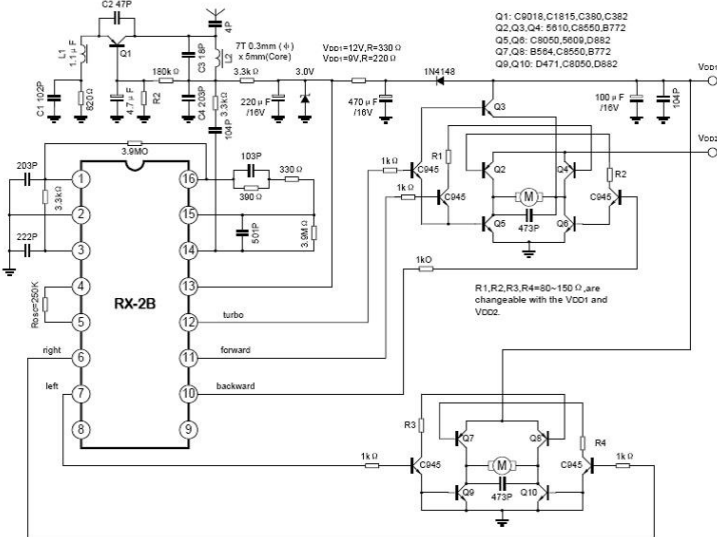 C2 47P
4P
Q1: C9018,C1815,C380,C382
Q2,Q3,Q4: 5610,C8550,B772
Q5,Q6: C8050,5609,D882
Q7,Q8: B564,C8550,B772
Q9,Q10: D471,C8050,D882
L1
1.1μF
Q1
C3 18P
L2
7T 0.3mm (ϕ)
x 5mm(Core)
VDD1=12V,R=330 Ω
VDD1=9V,R=220 Ω
VDD1
180kΩ
3.3kΩ
3.0V
1N4148
C1 102P
820Ω
4.7μF
R2
C4 203P
3.3kΩ
104P
220μF
/16V
470μF
/16V
Q3
100μF
/16V
104P
VDD2
3.9MO
203P
103P
330Ω
390Ω
3.3kΩ
222P
501P
3.9MΩ
1kΩ
C945
R1
Q2
Q4
R2
1kΩ
C945
M
C945
Q5
473P
Q6
1kO
R1,R2,R3,R4=80~150 Ω,are
changeable with the VDD1 and
VDD2.
1
2
3
4
5
6
7
8
16
15
14
13
12
11
10
9
RX-2B
Rosc=250K
right
left
turbo
forward
backward
R3
Q7
Q8
R4
1kΩ
C945
M
C945
1kΩ
Q9
473P
Q10